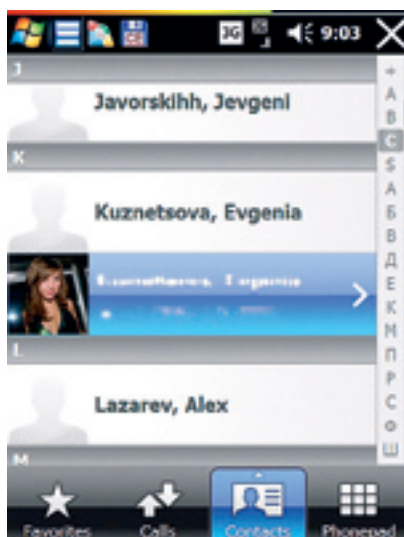 3G 9:03
J
Javorskihh, Jevgeni
K
Kuznetsova, Evgenia
L
Lazarev, Alex
M
+
A
B
C
S
А
Б
В
Д
Е
К
М
П
Р
С
Ф
Ш
Favorites Calls Contacts Phonepad